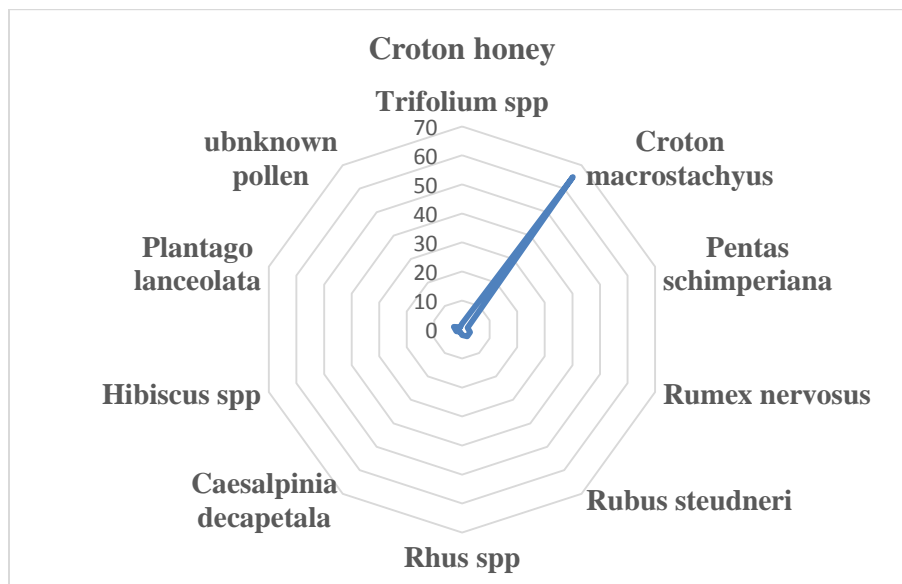 Croton honey
Trifolium spp
Croton
macrostachyus
Pentas
schimperiana
Rumex nervosus
Rubus steudneri
Rhus spp
Caesalpinia
decapetala
Hibiscus spp
Plantago
lanceolata
ubnknown
pollen
70
60
50
40
30
20
10
0